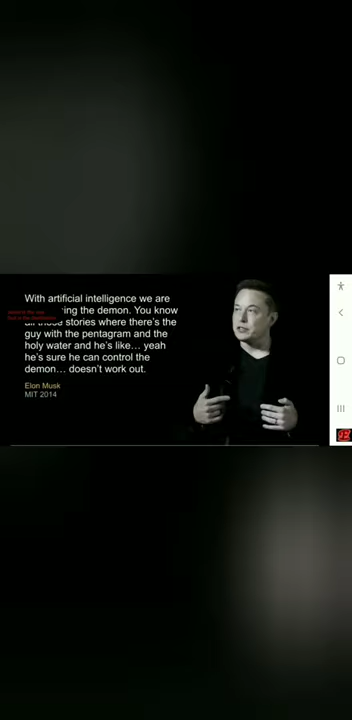 With artificial intelligence we are
the demon. You know
stories where there's the
guy with the pentagram and the
holy water and he's like... yeah
he's sure he can control the
demon... doesn't work out.
Elon Musk
MIT 2014